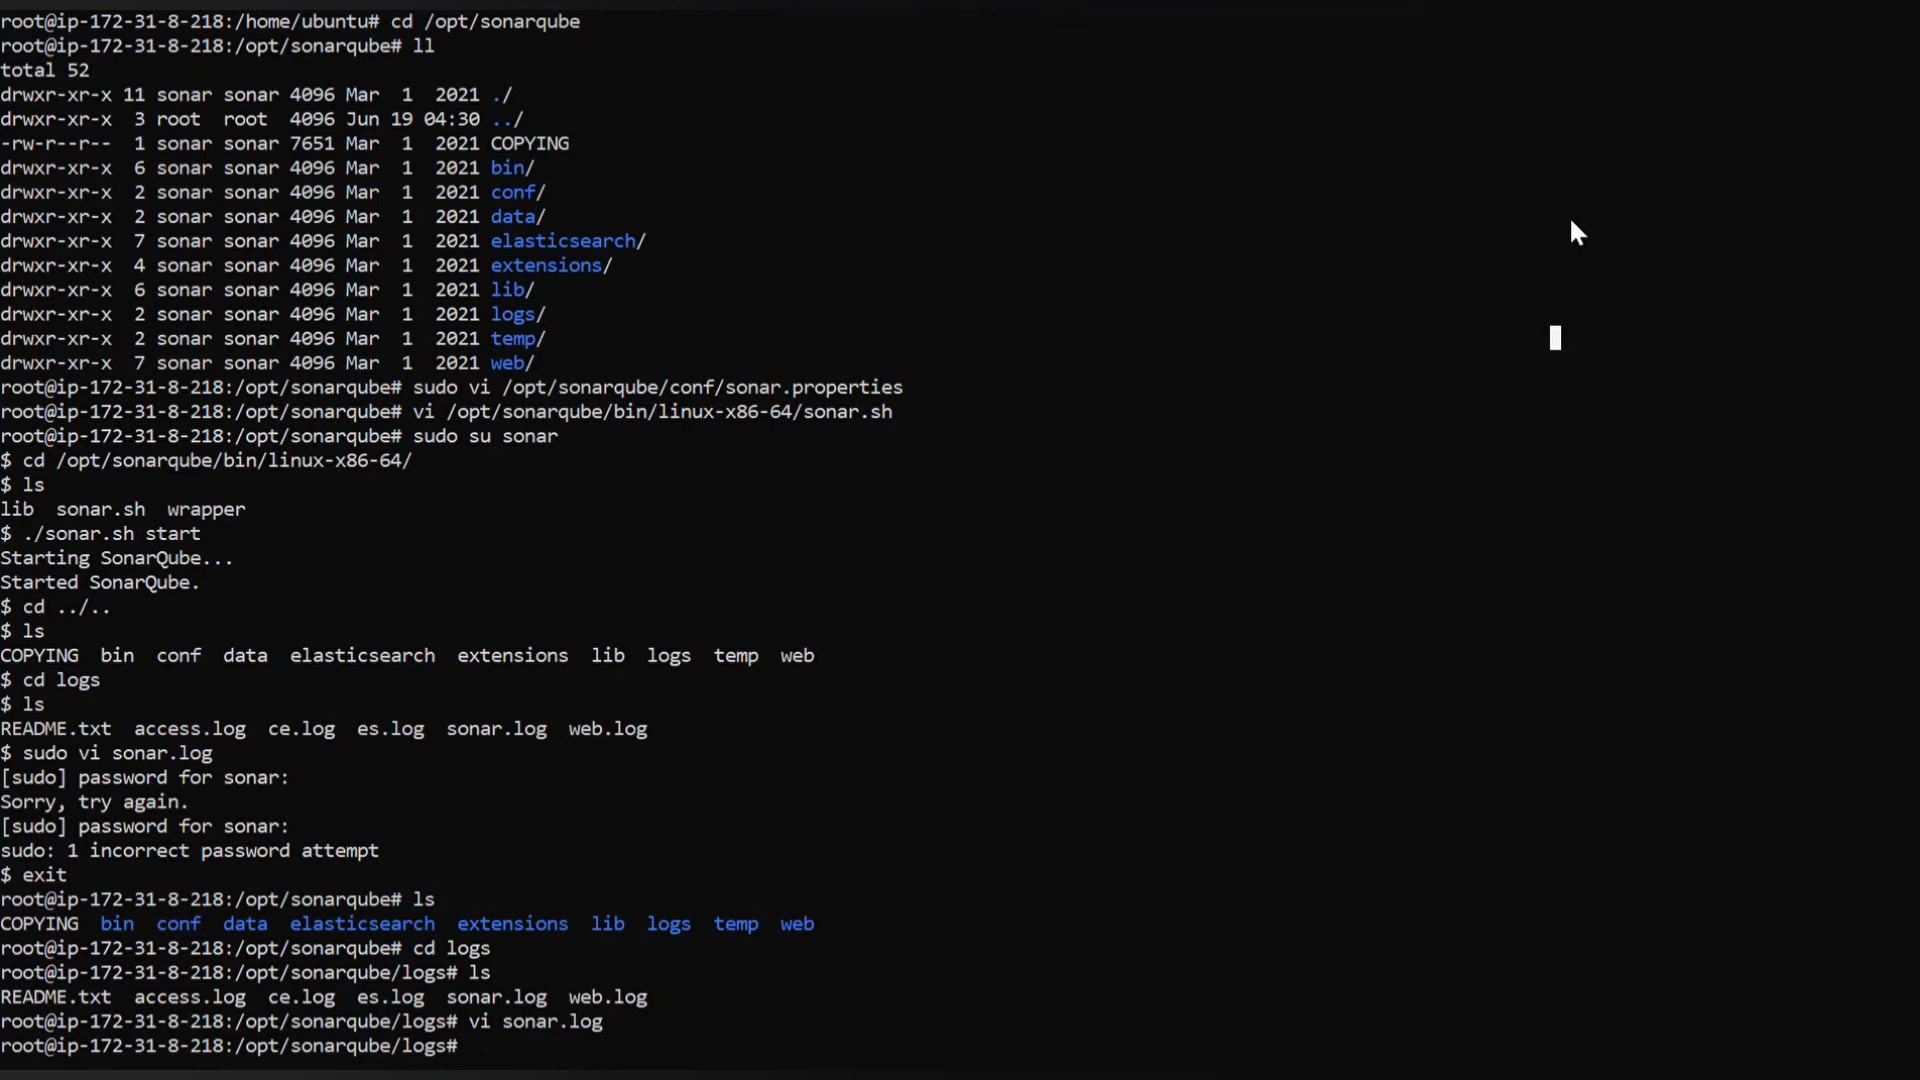 root@ip-172-31-8-218:/home/ubuntu# cd /opt/sonarqube
root@ip-172-31-8-218:/opt/sonarqube# ll
total 52
drwxr-xr-x 11 sonar sonar 4096 Mar  1  2021 ./
drwxr-xr-x  3 root  root  4096 Jun 19 04:30 ../
-rw-r--r--  1 sonar sonar 7651 Mar  1  2021 COPYING
drwxr-xr-x  6 sonar sonar 4096 Mar  1  2021 bin/
drwxr-xr-x  2 sonar sonar 4096 Mar  1  2021 conf/
drwxr-xr-x  2 sonar sonar 4096 Mar  1  2021 data/
drwxr-xr-x  7 sonar sonar 4096 Mar  1  2021 elasticsearch/
drwxr-xr-x  4 sonar sonar 4096 Mar  1  2021 extensions/
drwxr-xr-x  6 sonar sonar 4096 Mar  1  2021 lib/
drwxr-xr-x  2 sonar sonar 4096 Mar  1  2021 logs/
drwxr-xr-x  2 sonar sonar 4096 Mar  1  2021 temp/
drwxr-xr-x  7 sonar sonar 4096 Mar  1  2021 web/
root@ip-172-31-8-218:/opt/sonarqube# sudo vi /opt/sonarqube/conf/sonar.properties
root@ip-172-31-8-218:/opt/sonarqube# vi /opt/sonarqube/bin/linux-x86-64/sonar.sh
root@ip-172-31-8-218:/opt/sonarqube# sudo su sonar
$ cd /opt/sonarqube/bin/linux-x86-64/
$ ls
lib  sonar.sh  wrapper
$ ./sonar.sh start
Starting SonarQube...
Started SonarQube.
$ cd ../..
$ ls
COPYING  bin  conf  data  elasticsearch  extensions  lib  logs  temp  web
$ cd logs
$ ls
README.txt  access.log  ce.log  es.log  sonar.log  web.log
$ sudo vi sonar.log
[sudo] password for sonar:
Sorry, try again.
[sudo] password for sonar:
sudo: 1 incorrect password attempt
$ exit
root@ip-172-31-8-218:/opt/sonarqube# ls
COPYING  bin  conf  data  elasticsearch  extensions  lib  logs  temp  web
root@ip-172-31-8-218:/opt/sonarqube# cd logs
root@ip-172-31-8-218:/opt/sonarqube/logs# ls
README.txt  access.log  ce.log  es.log  sonar.log  web.log
root@ip-172-31-8-218:/opt/sonarqube/logs# vi sonar.log
root@ip-172-31-8-218:/opt/sonarqube/logs#